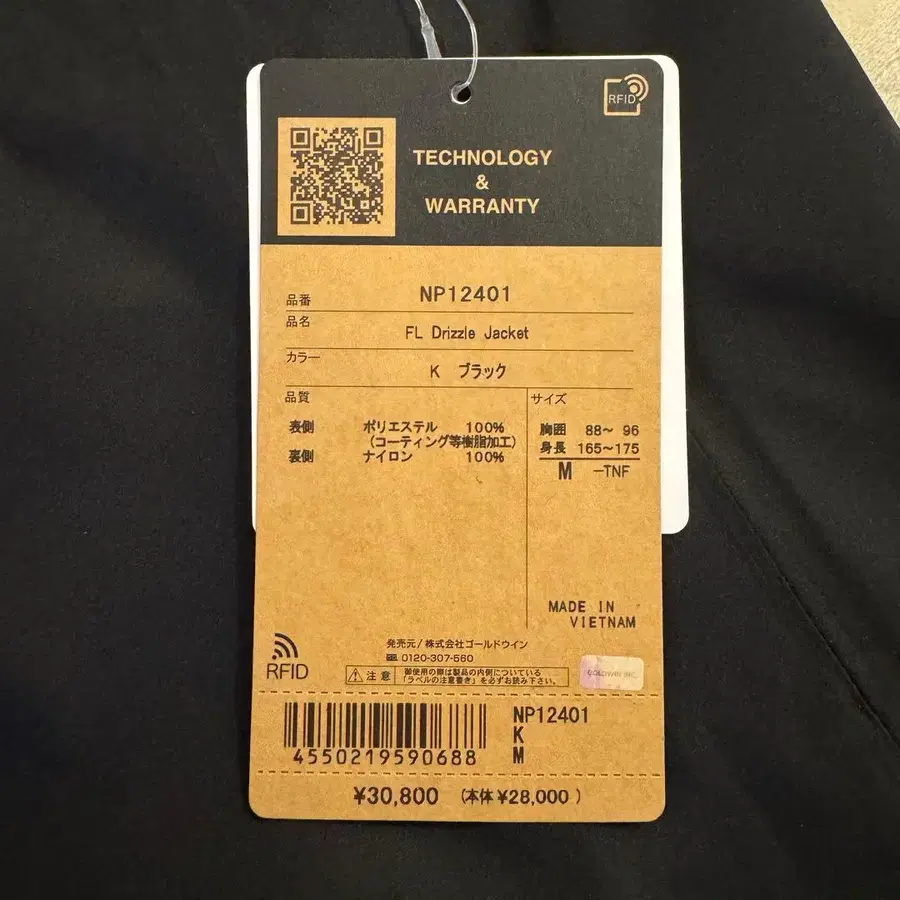 RFID
TECHNOLOGY
&
WARRANTY
品番 NP12401
品名 FL Drizzle Jacket
カラー K ブラック
品質
表側 ポリエステル 100%
(コーティング等樹脂加工)
裏側 ナイロン 100%
サイズ
胸囲 88～ 96
身長 165～175
M -TNF
MADE IN
VIETNAM
発売元/株式会社ゴールドウイン
0120-307-560
RFID
注意 御使用の際は製品の内側についている
「ラベルの注意書き」を必ずお読み下さい。
GOLDWIN INC.
4550219590688
NP12401
K
M
¥30,800 (本体¥28,000)